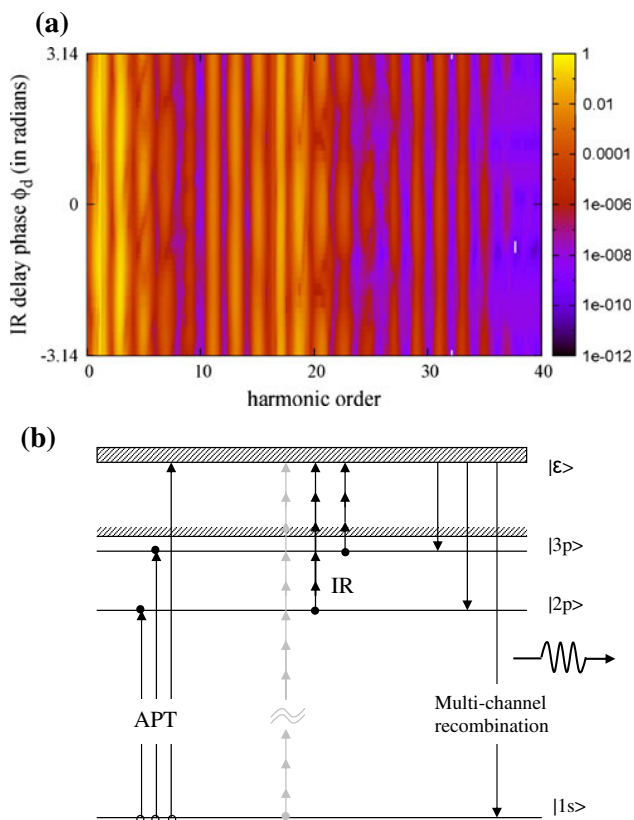 (a)
3.14
0
-3.14
IR delay phase ϕd (in radians)
0 10 20 30 40
harmonic order
1
0.01
0.0001
1e-006
1e-008
1e-010
1e-012
(b)
|ε>
|3p>
IR
|2p>
APT
Multi-channel
recombination
|1s>